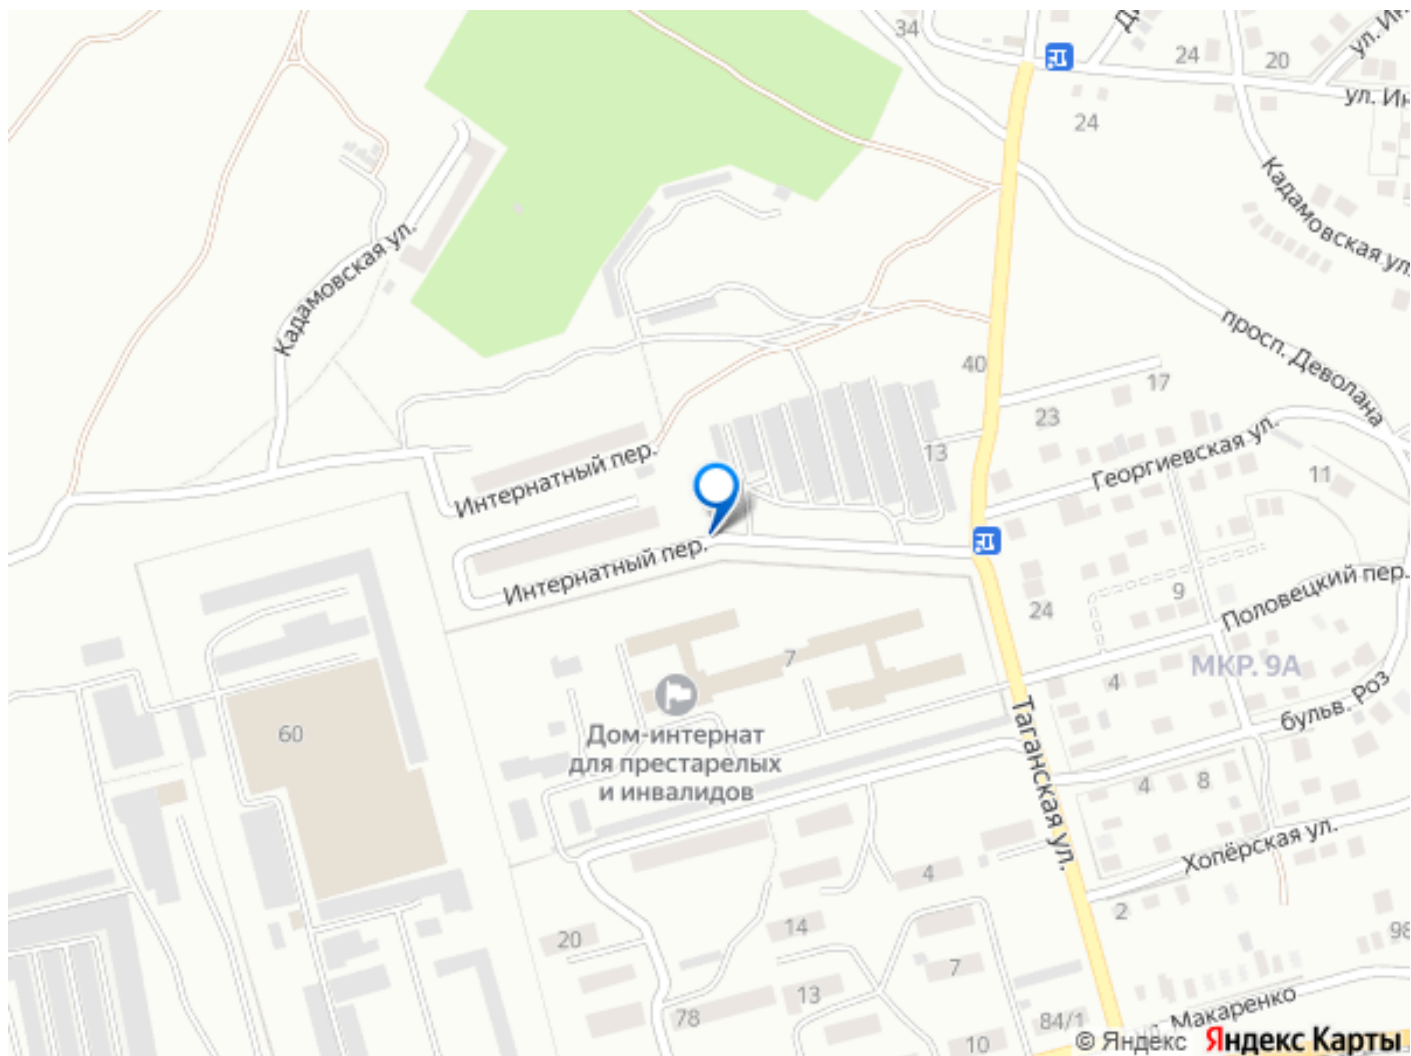 34
24
20
ул. Ин
24
Кадамовская ул.
Кадамовская ул.
просп. Деволана
40
17
23
Георгиевская ул.
13
11
Интернатный пер.
Интернатный пер.
24
9
Половецкий пер.
7
МКР. 9А
4
бульв. Роз
60
Дом-интернат
для престарелых
и инвалидов
Таганская ул.
4
8
Хопёрская ул.
4
2
20
14
98
7
13
78
84/1
ул. Макаренко
10
© Яндекс Яндекс Карты